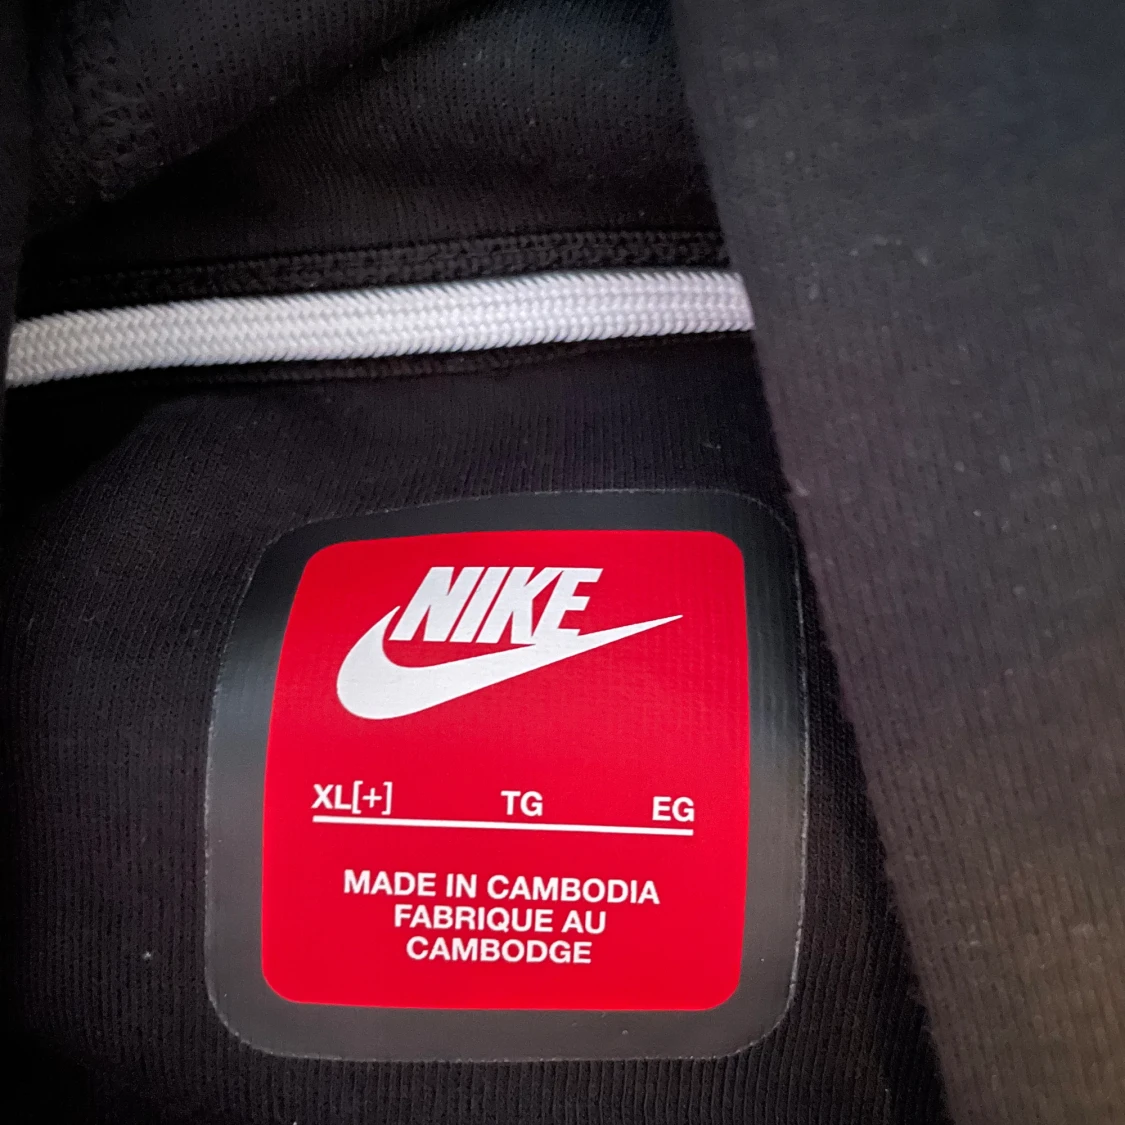 NIKE
XL[+] TG EG
MADE IN CAMBODIA
FABRIQUE AU
CAMBODGE